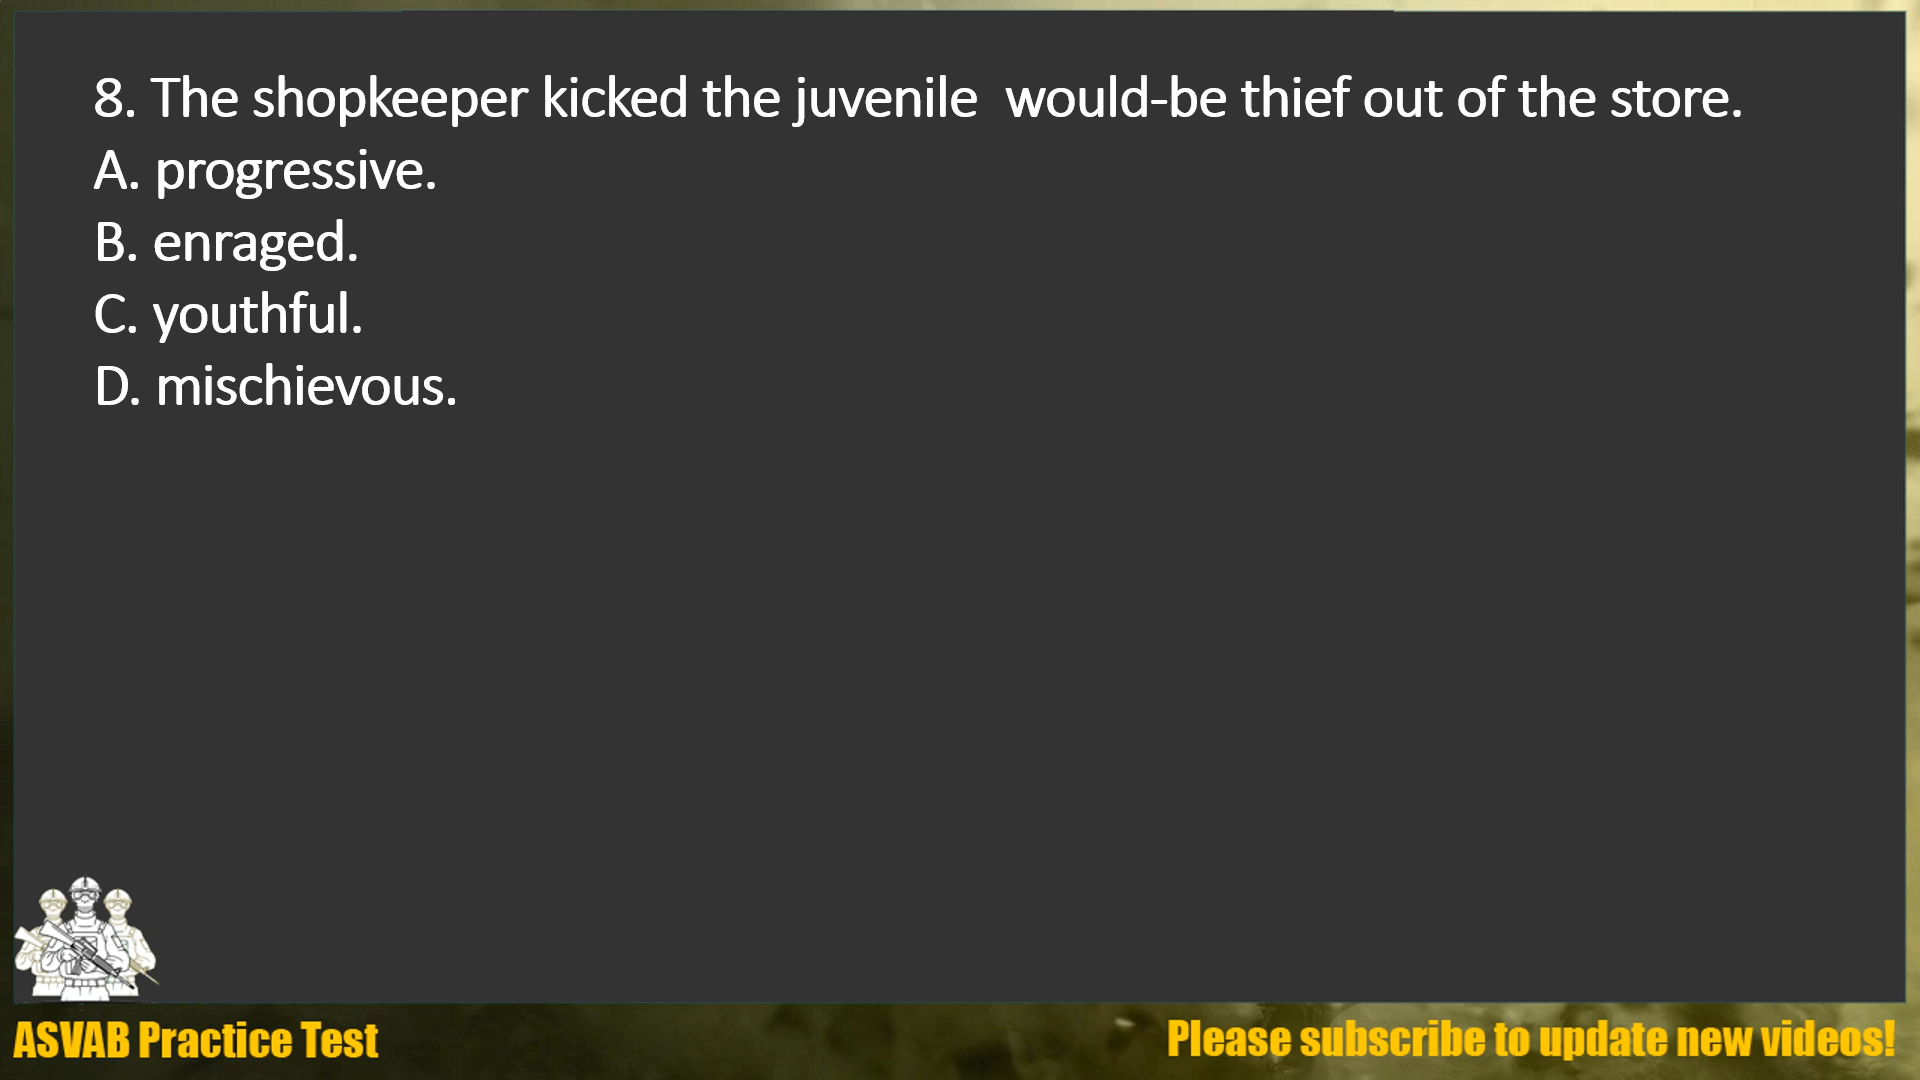 8. The shopkeeper kicked the juvenile  would-be thief out of the store.
A. progressive.
B. enraged.
C. youthful.
D. mischievous.
ASVAB Practice Test
Please subscribe to update new videos!